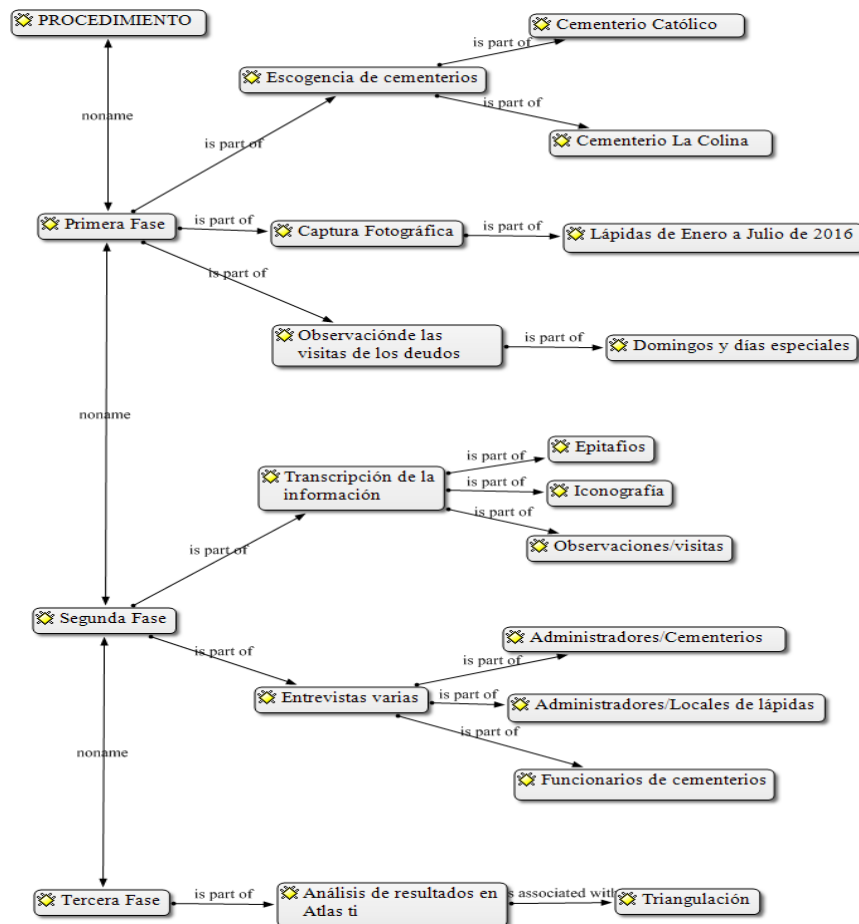 PROCEDIMIENTO
Cementerio Católico
is part of
Escogencia de cementerios
is part of
Cementerio La Colina
noname
is part of
Primera Fase
is part of
Captura Fotográfica
is part of
Lápidas de Enero a Julio de 2016
is part of
Observaciónde las
visitas de los deudos
is part of
Domingos y días especiales
noname
Transcripción de la
información
is part of
Epitafios
is part of
Iconografía
is part of
Observaciones/visitas
is part of
Segunda Fase
is part of
Entrevistas varias
is part of
Administradores/Cementerios
is part of
Administradores/Locales de lápidas
is part of
Funcionarios de cementerios
noname
Tercera Fase
is part of
Análisis de resultados en
Atlas ti
s associated with
Triangulación